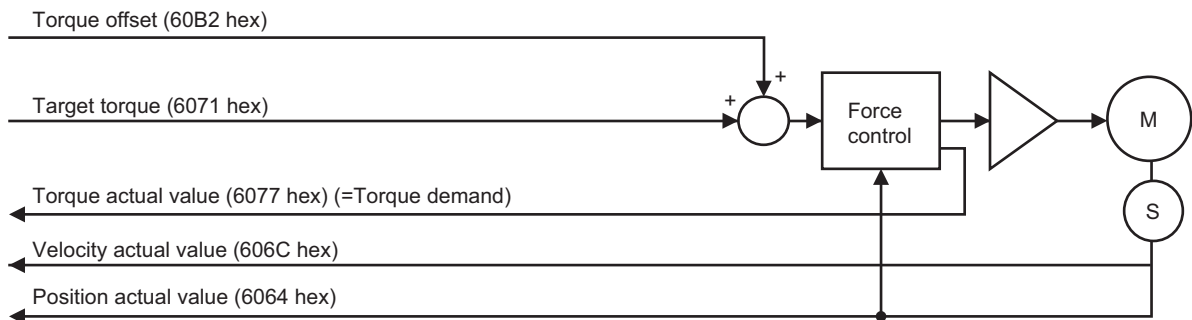 Torque offset (60B2 hex)
+
Target torque (6071 hex)
+
Force
control
M
Torque actual value (6077 hex) (=Torque demand)
S
Velocity actual value (606C hex)
Position actual value (6064 hex)